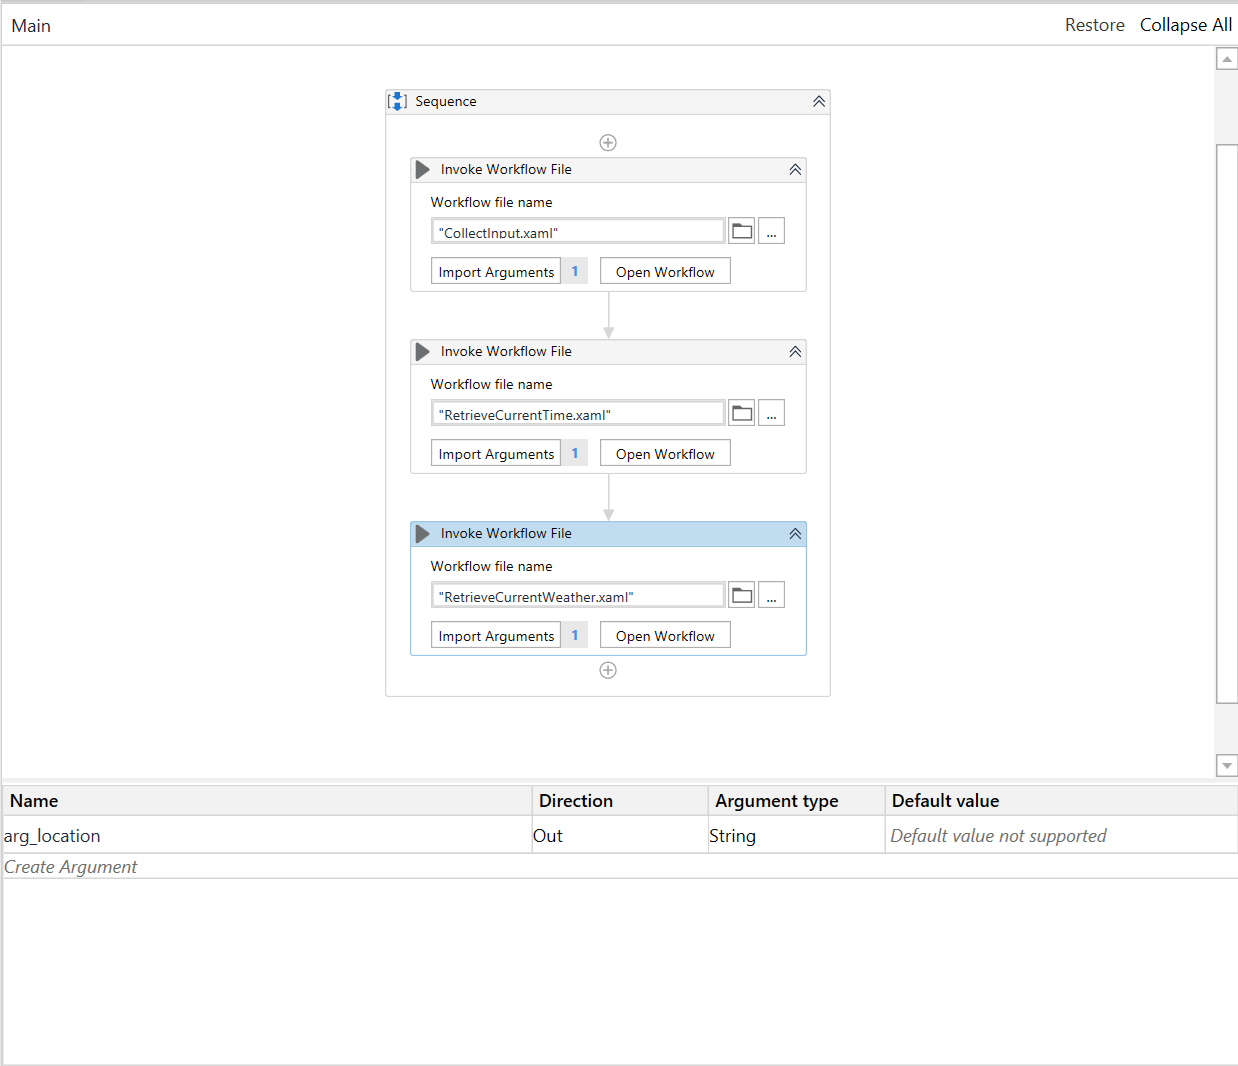 Main Restore Collapse All
Sequence
Invoke Workflow File
Workflow file name
"CollectInput.xaml" ...
Import Arguments 1 Open Workflow
Invoke Workflow File
Workflow file name
"RetrieveCurrentTime.xaml" ...
Import Arguments 1 Open Workflow
Invoke Workflow File
Workflow file name
"RetrieveCurrentWeather.xaml" ...
Import Arguments 1 Open Workflow
Name Direction Argument type Default value
arg_location Out String Default value not supported
Create Argument